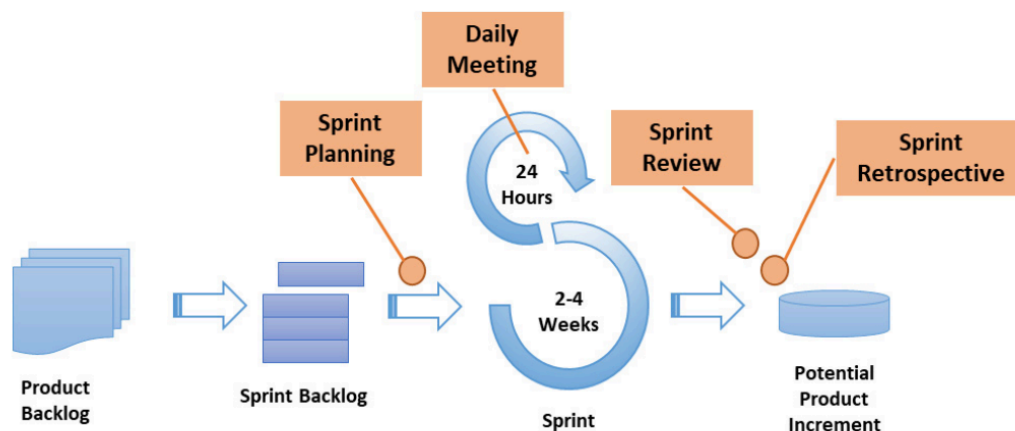 Daily
Meeting
Sprint
Planning
Sprint
Review
Sprint
Retrospective
24
Hours
2-4
Weeks
Product
Backlog
Sprint Backlog
Sprint
Potential
Product
Increment